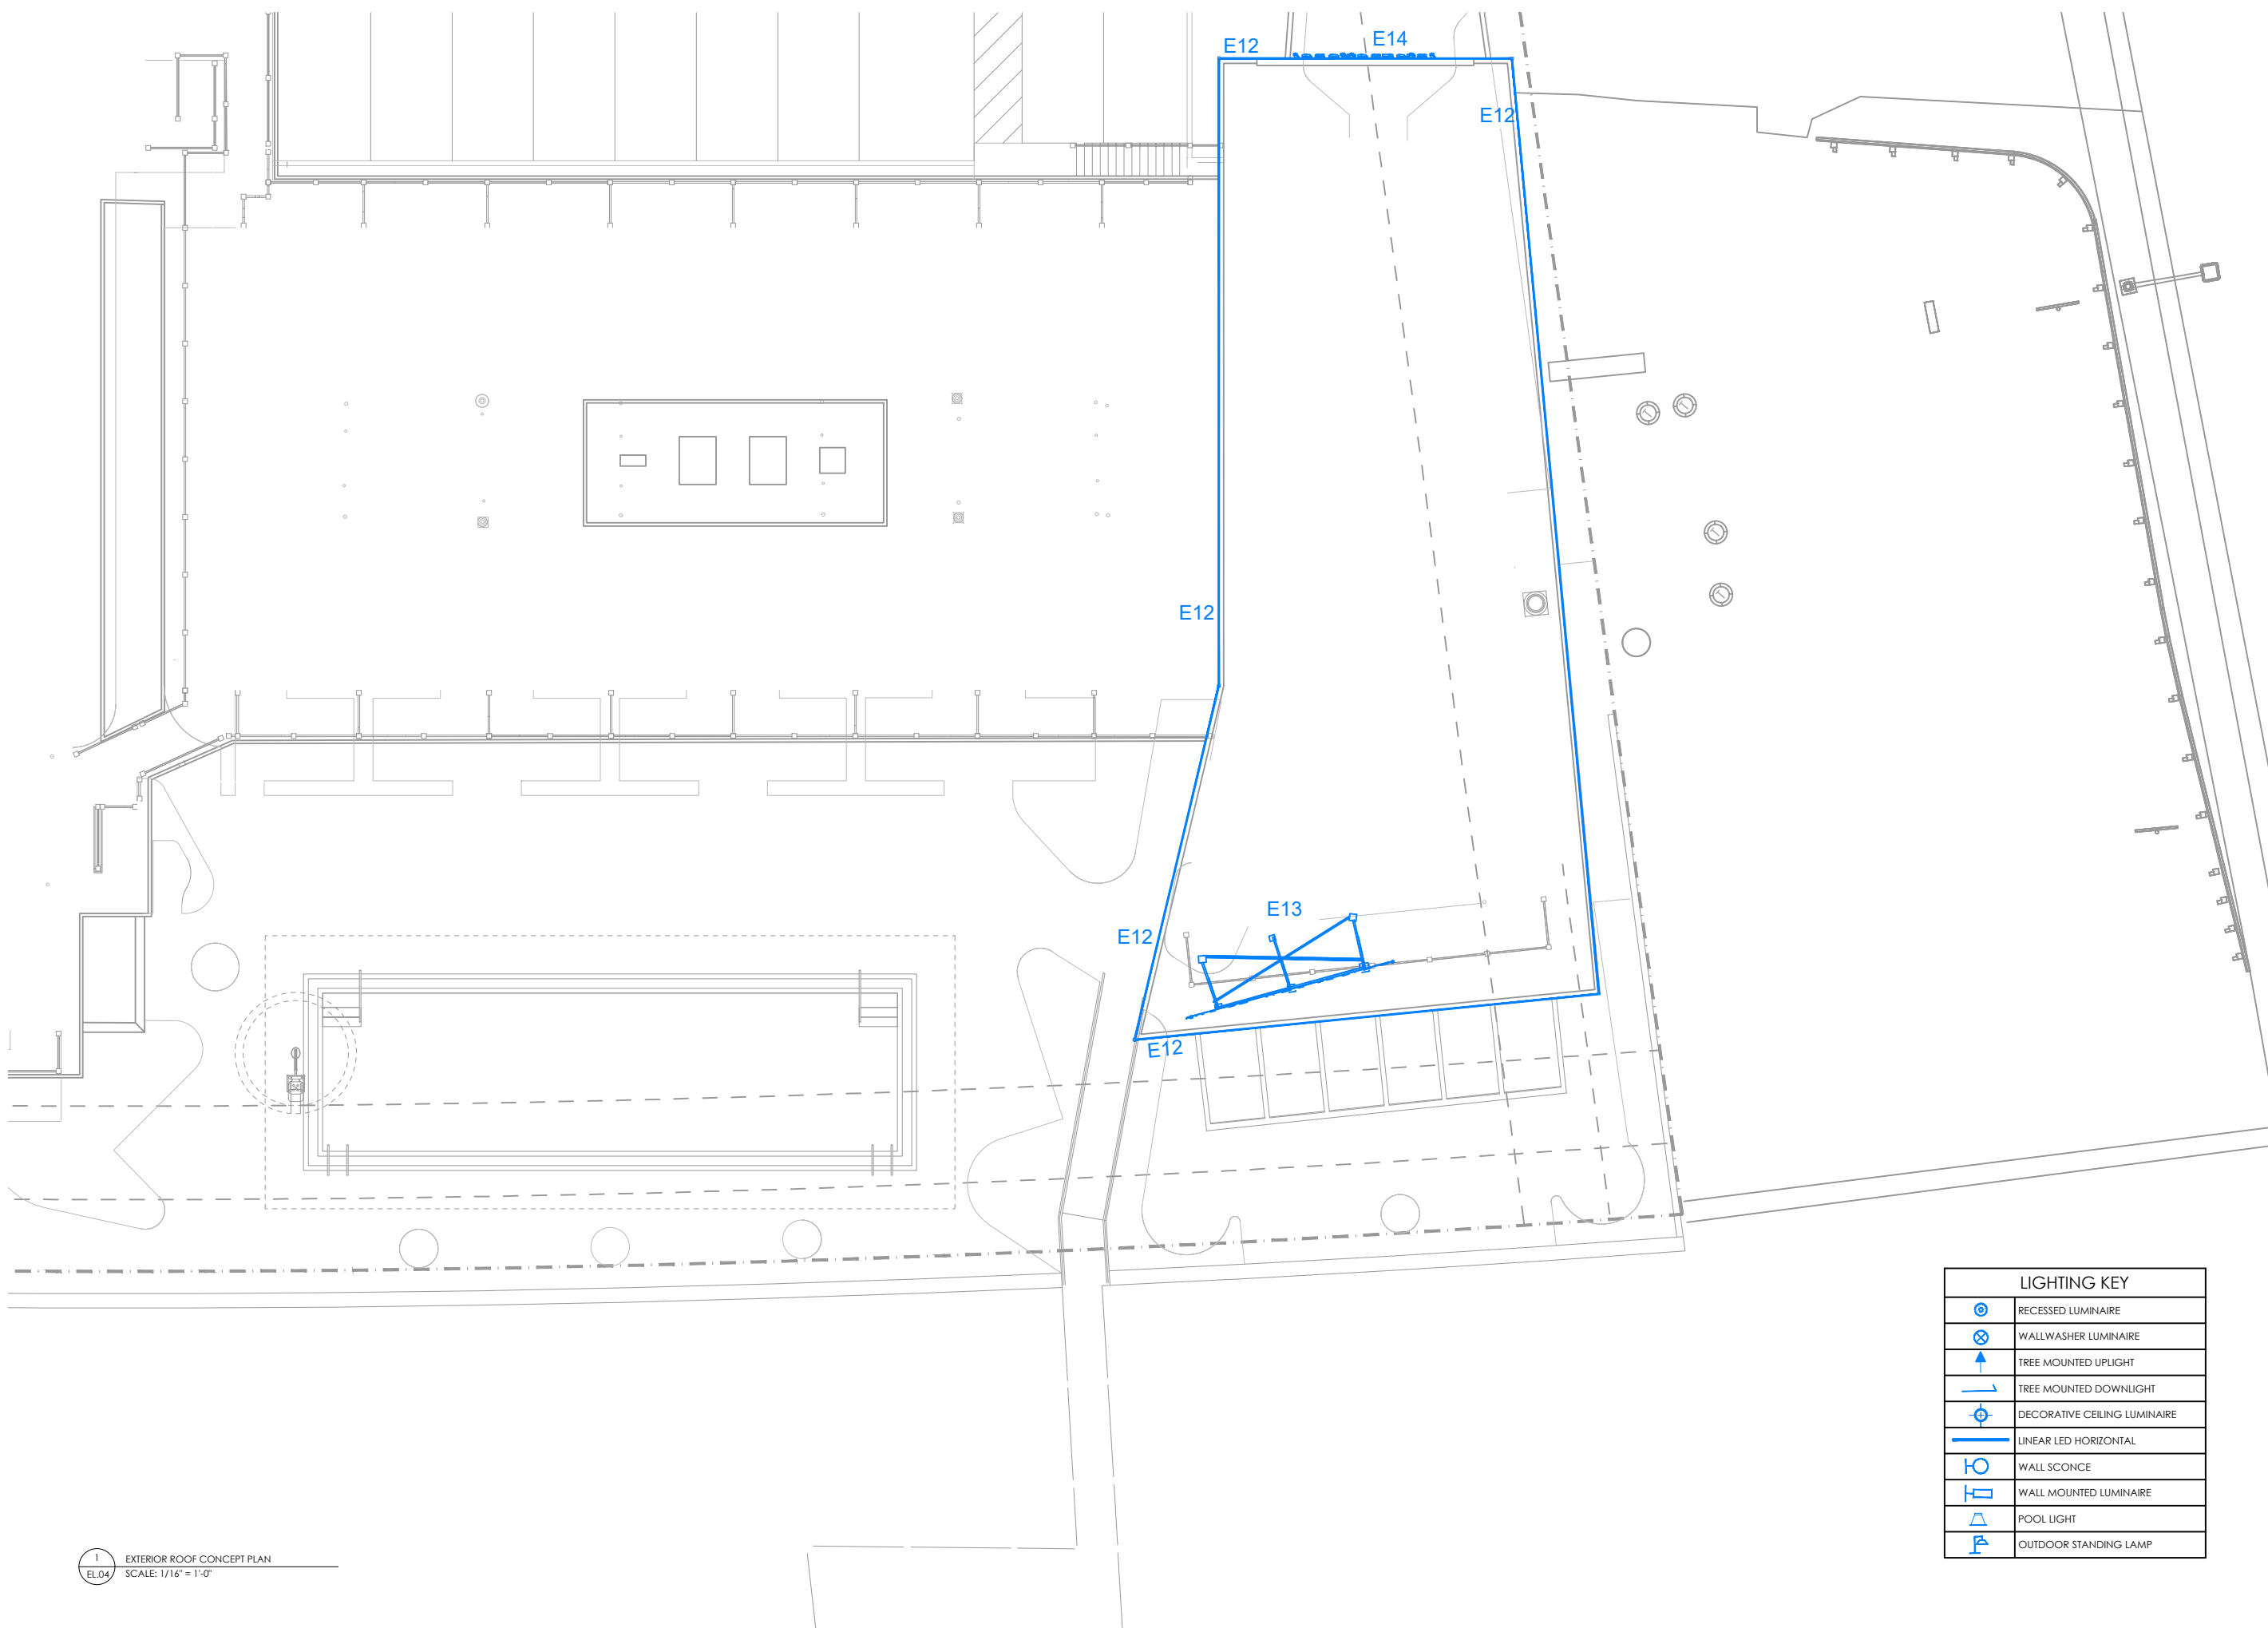 E12
E14
E12
E12
E13
E12
E12
LIGHTING KEY
RECESSED LUMINAIRE
WALLWASHER LUMINAIRE
TREE MOUNTED UPLIGHT
TREE MOUNTED DOWNLIGHT
DECORATIVE CEILING LUMINAIRE
LINEAR LED HORIZONTAL
WALL SCONCE
WALL MOUNTED LUMINAIRE
POOL LIGHT
OUTDOOR STANDING LAMP
1
EXTERIOR ROOF CONCEPT PLAN
EL.04
SCALE: 1/16" = 1'-0"